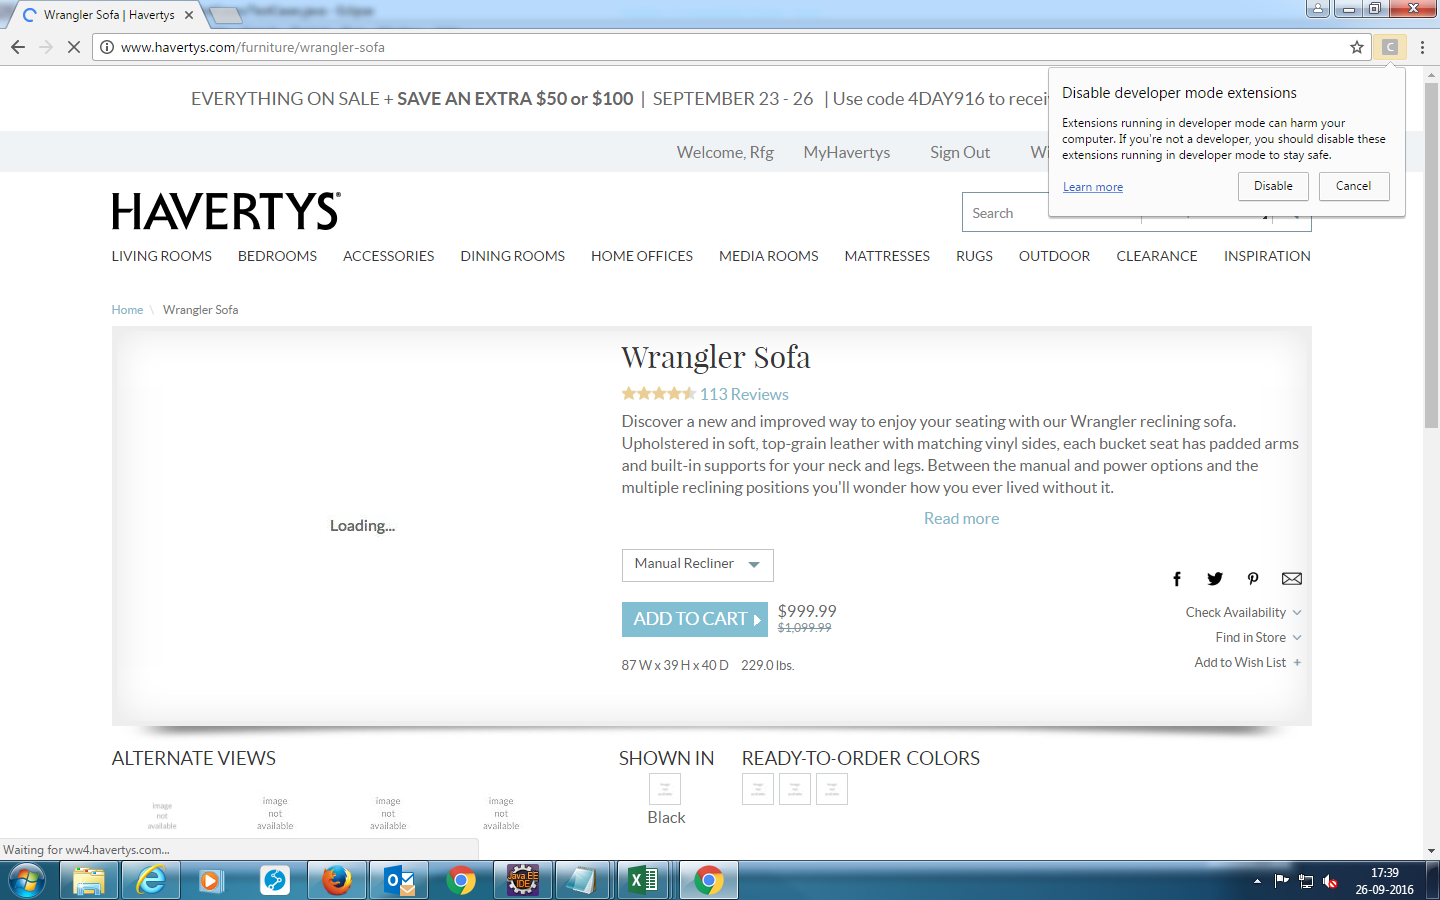 Wrangler Sofa | Havertys
www.havertys.com/furniture/wrangler-sofa
C
Disable developer mode extensions
Extensions running in developer mode can harm your
computer. If you're not a developer, you should disable these
extensions running in developer mode to stay safe.
Learn more
Disable
Cancel
EVERYTHING ON SALE + SAVE AN EXTRA $50 or $100 | SEPTEMBER 23 - 26 | Use code 4DAY916 to
Welcome, Rfg
MyHavertys
Sign Out
HAVERTYS®
Search
LIVING ROOMS
BEDROOMS
ACCESSORIES
DINING ROOMS
HOME OFFICES
MEDIA ROOMS
MATTRESSES
RUGS
OUTDOOR
CLEARANCE
INSPIRATION
Home \ Wrangler Sofa
Loading...
Wrangler Sofa
113 Reviews
Discover a new and improved way to enjoy your seating with our Wrangler reclining sofa.
Upholstered in soft, top-grain leather with matching vinyl sides, each bucket seat has padded arms
and built-in supports for your neck and legs. Between the manual and power options and the
multiple reclining positions you'll wonder how you ever lived without it.
Read more
Manual Recliner
ADD TO CART
$999.99
$1,099.99
87 W x 39 H x 40 D 229.0 lbs.
Check Availability
Find in Store
Add to Wish List +
ALTERNATE VIEWS
image
not
available
image
not
available
image
not
available
image
not
available
SHOWN IN
Black
READY-TO-ORDER COLORS
Waiting for ww4.havertys.com...
Java EE
IDE
17:39
26-09-2016